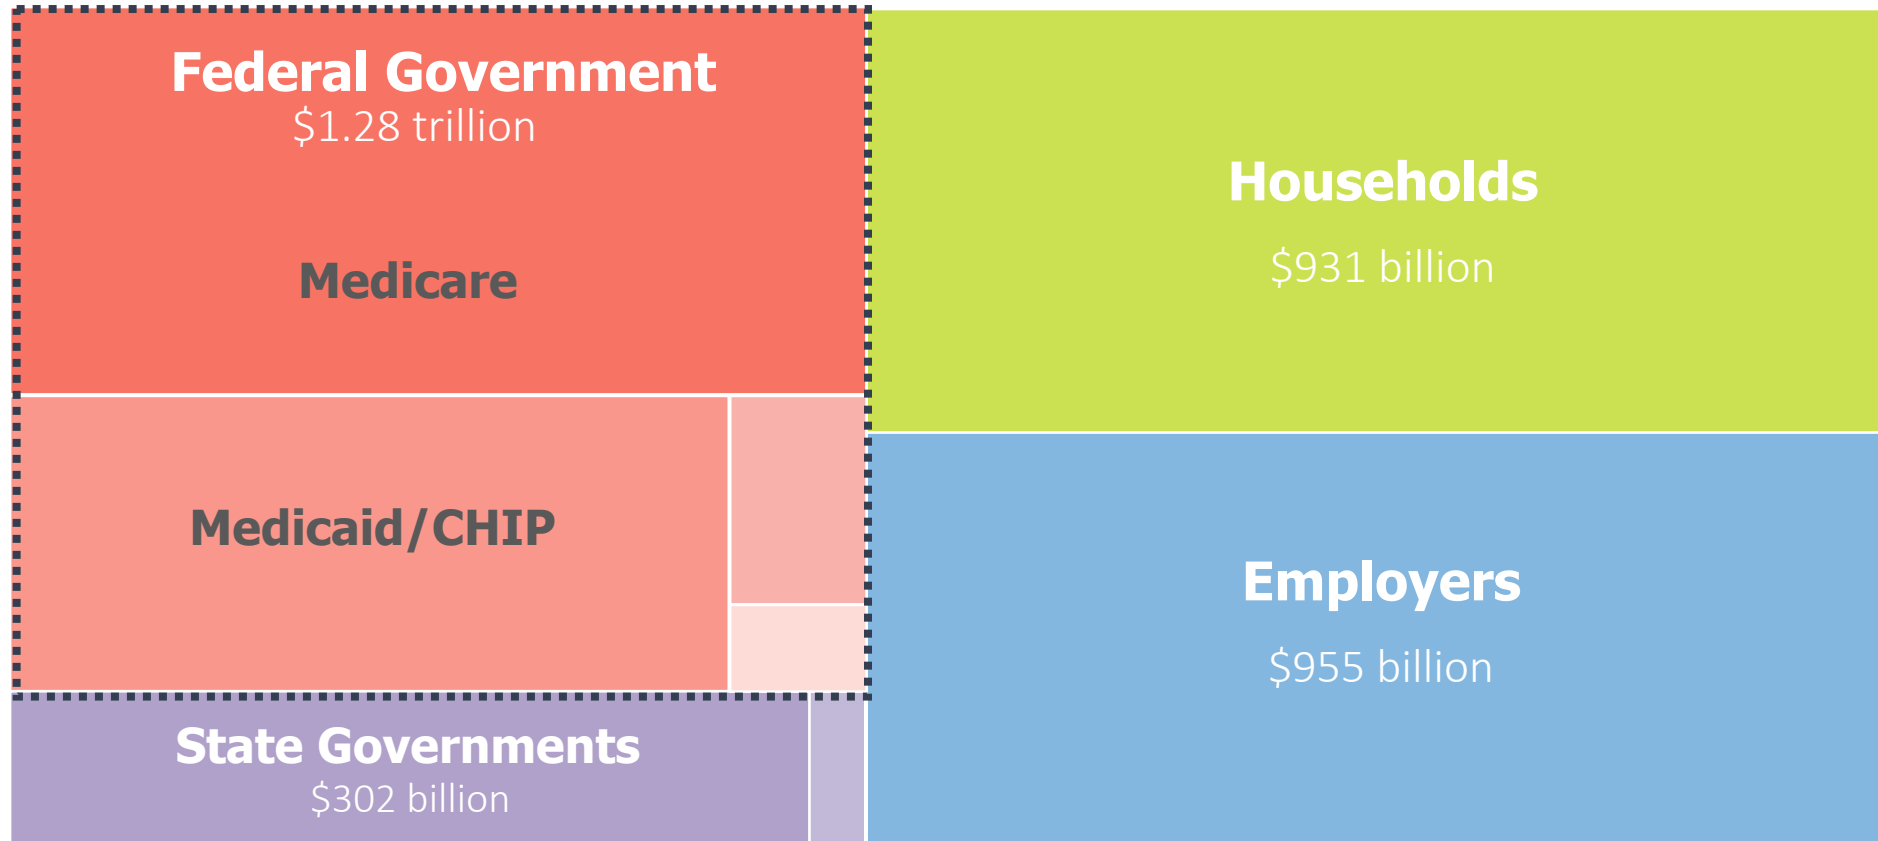 Federal Government
$1.28 trillion
Medicare
Medicaid/CHIP
State Governments
$302 billion
Households
$931 billion
Employers
$955 billion